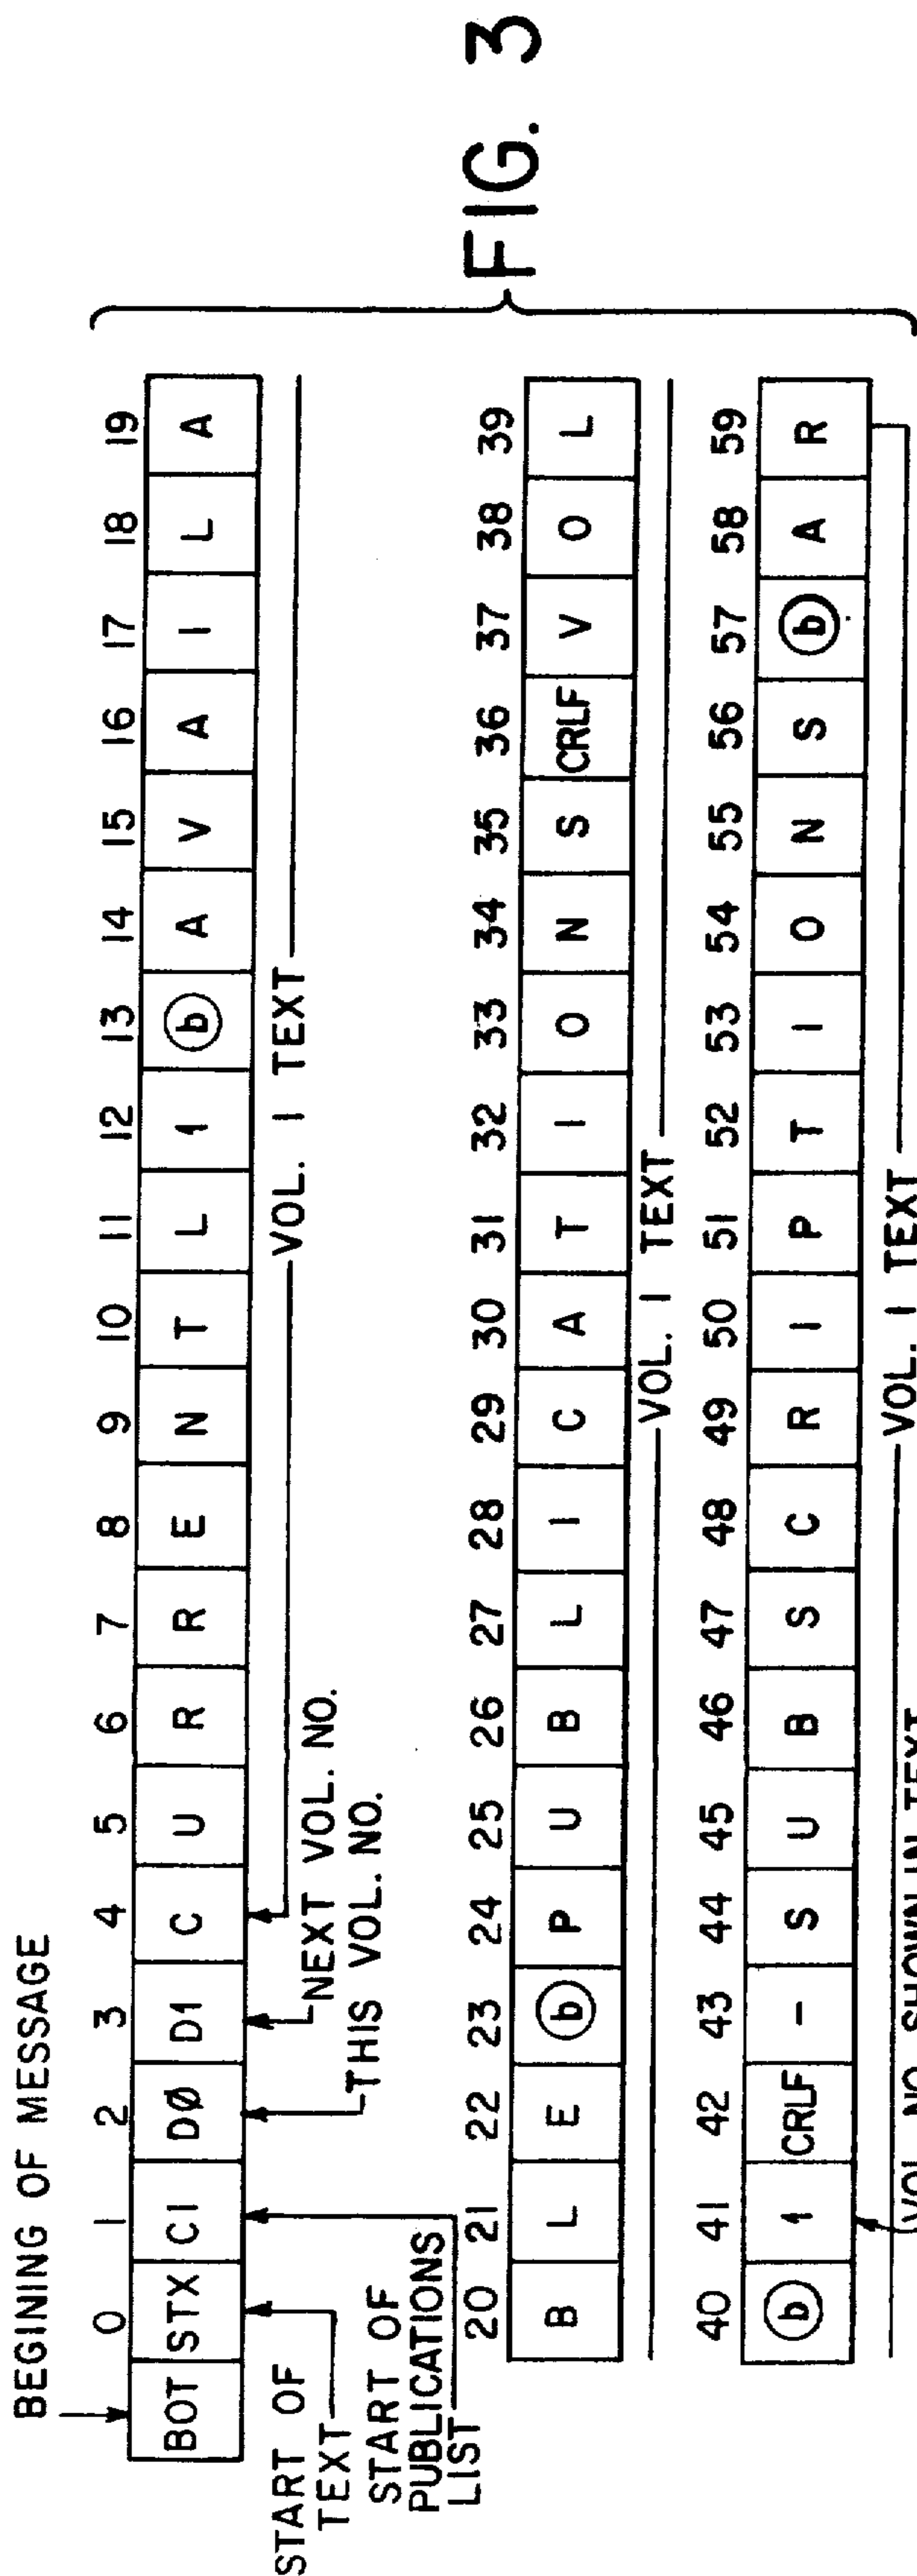 BEGINING OF MESSAGE
0 1 2 3 4 5 6 7 8 9 10 11 12 13 14 15 16 17 18 19
BOT STX C1 DØ D1 C U R R E N T L 1 b A V A I L A
START OF TEXT
START OF PUBLICATIONS LIST
THIS VOL. NO.
NEXT VOL. NO.
VOL. 1 TEXT
20 21 22 23 24 25 26 27 28 29 30 31 32 33 34 35 36 37 38 39
B L E b P U B L I C A T I O N S CRLF V O L
VOL. 1 TEXT
40 41 42 43 44 45 46 47 48 49 50 51 52 53 54 55 56 57 58 59
b 1 CRLF - S U B S C R I P T I O N S b A R
VOL. 1 TEXT
(VOL. NO. SHOWN IN TEXT
FIG. 3